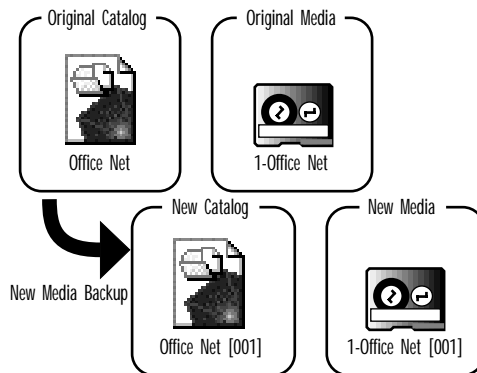 Original Catalog
Original Media
Office Net
1-Office Net
New Catalog
New Media
New Media Backup
Office Net [001]
1-Office Net [001]